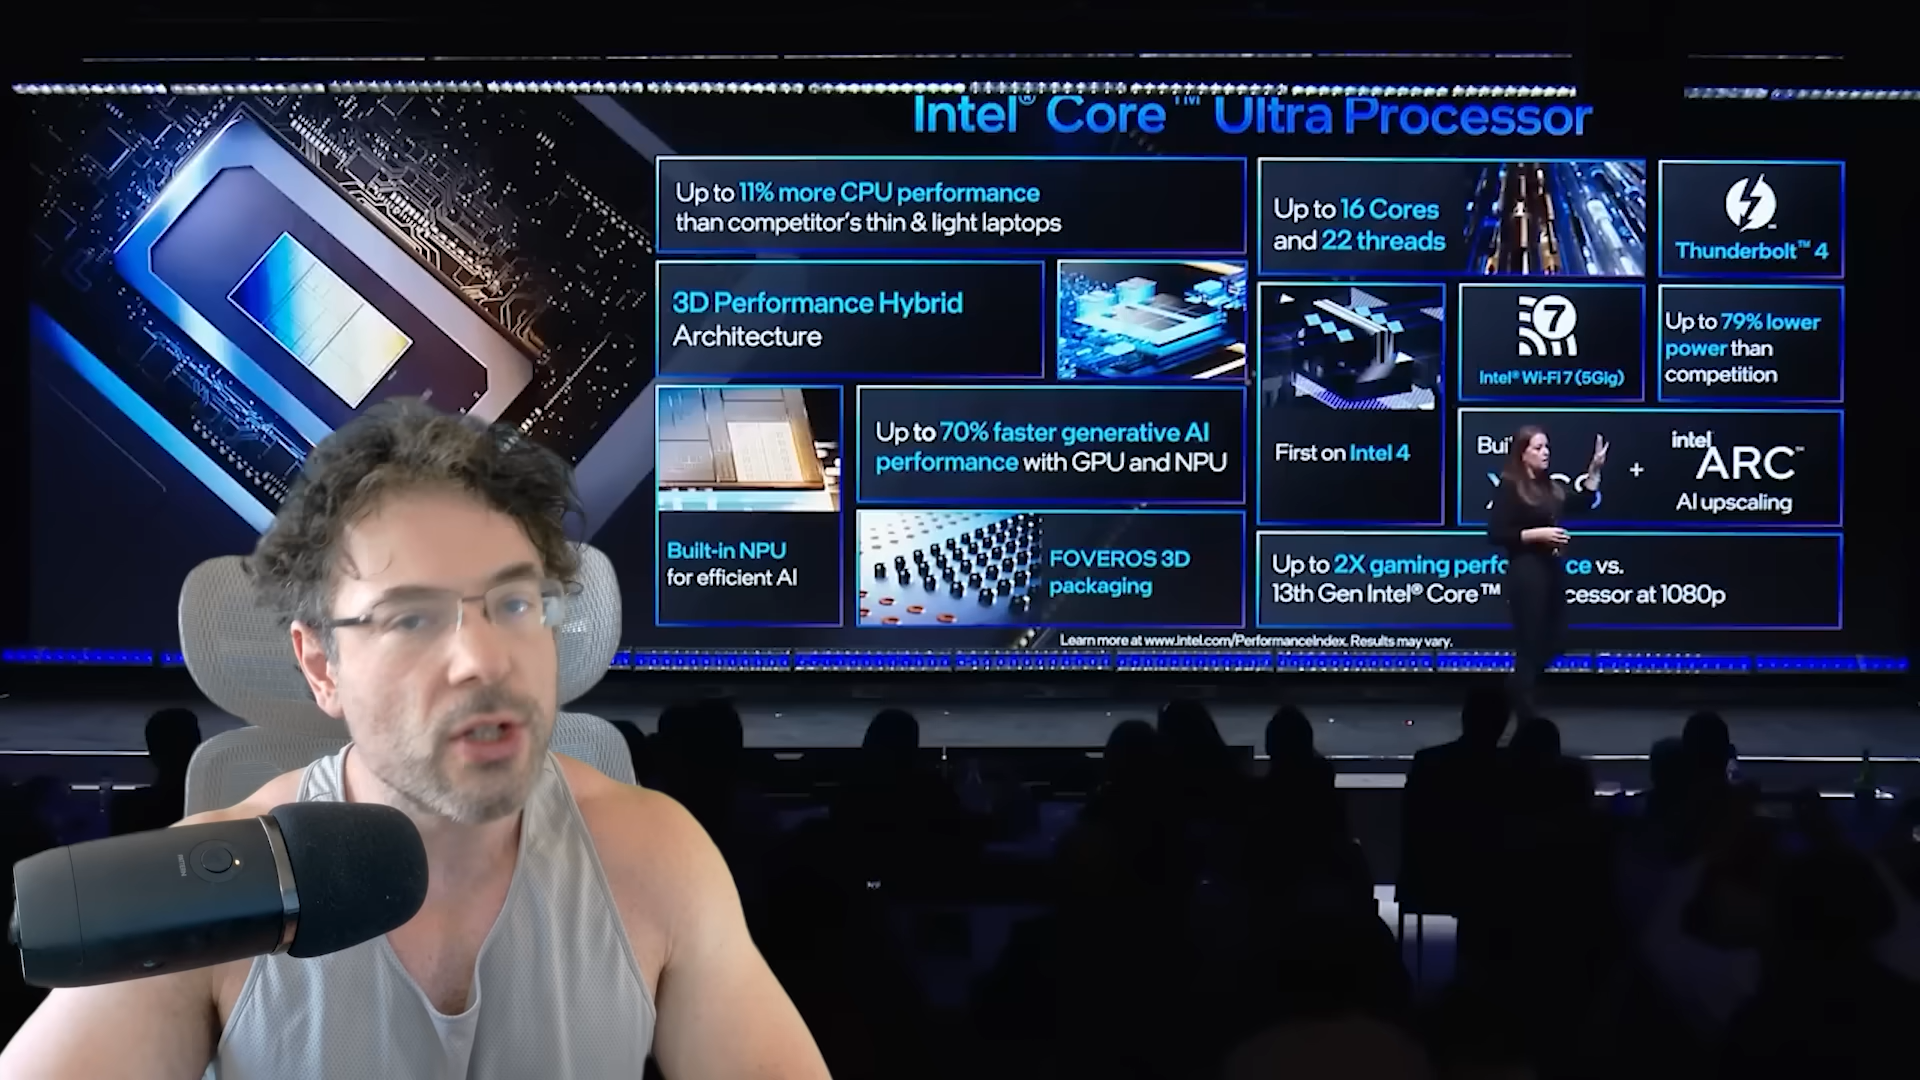 Intel® Core™ Ultra Processor
Up to 11% more CPU performance
than competitor's thin & light laptops
Up to 16 Cores
and 22 threads
Thunderbolt™ 4
3D Performance Hybrid
Architecture
First on Intel 4
7
Intel® Wi-Fi 7 (5Gig)
Up to 79% lower
power than
competition
Built-in NPU
for efficient AI
Up to 70% faster generative AI
performance with GPU and NPU
FOVEROS 3D
packaging
+
intel
ARC™
AI upscaling
Up to 2X gaming vs.
13th Gen Intel® Core™ at 1080p
Learn more at www.intel.com/PerformanceIndex. Results may vary.